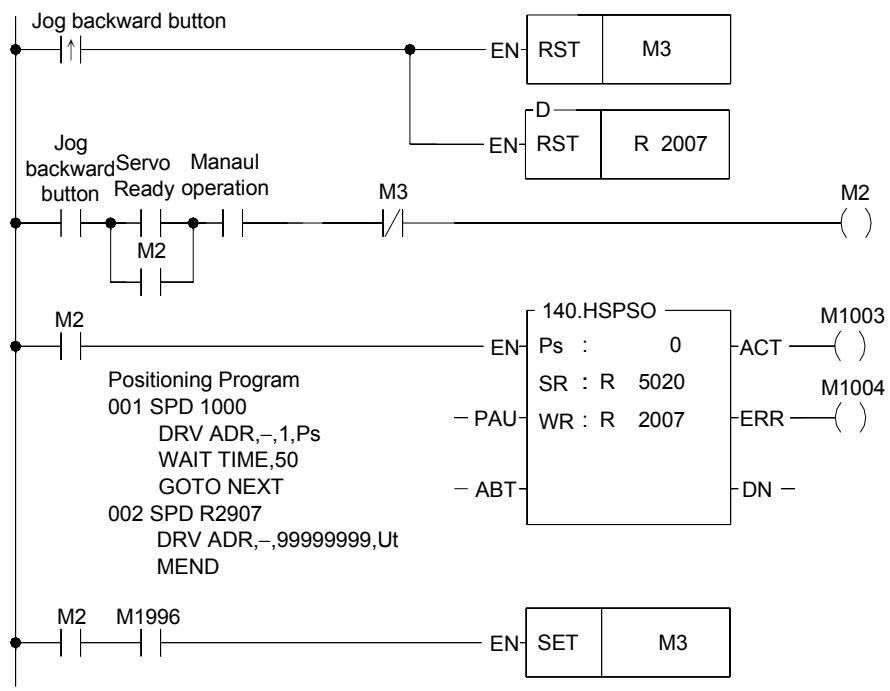 Jog backward button
↑
EN RST M3
D
EN RST R 2007
Jog
backward
button
Servo
Ready
Manaul
operation
M3
M2
M2
M2
140.HSPSO
M1003
EN Ps : 0 ACT
SR : R 5020
M1004
PAU WR : R 2007 ERR
ABT DN
Positioning Program
001 SPD 1000
DRV ADR,−,1,Ps
WAIT TIME,50
GOTO NEXT
002 SPD R2907
DRV ADR,−,99999999,Ut
MEND
M2 M1996
EN SET M3